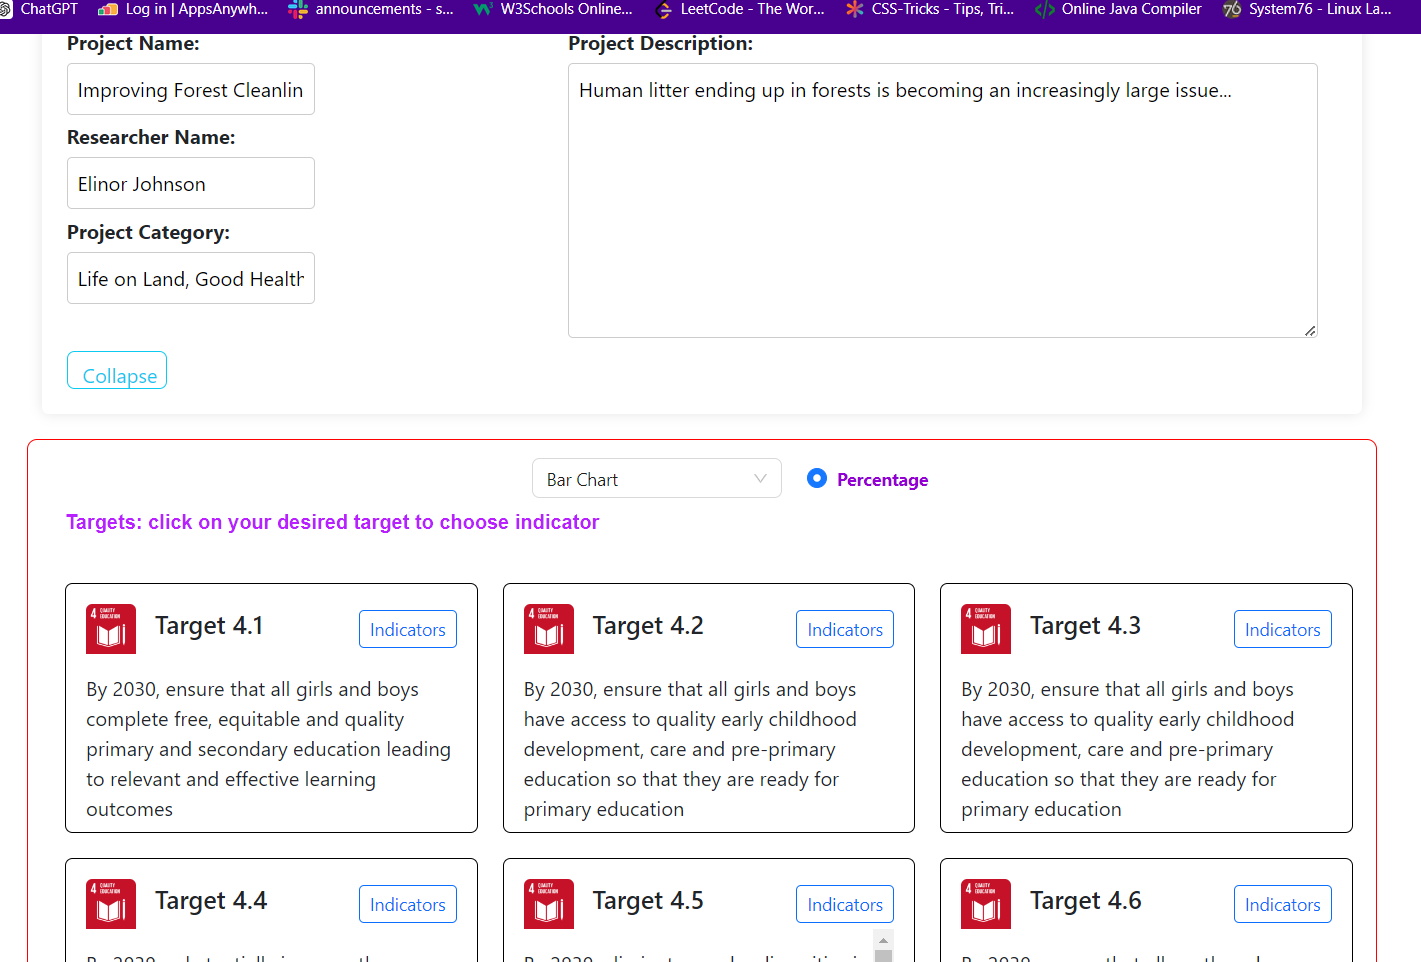 ChatGPT
Log in | AppsAnywh...
announcements - s...
W3Schools Online...
LeetCode - The Wor...
CSS-Tricks - Tips, Tri...
Online Java Compiler
System76 - Linux La...
Project Name:
Improving Forest Cleanlin
Researcher Name:
Elinor Johnson
Project Category:
Life on Land, Good Health
Project Description:
Human litter ending up in forests is becoming an increasingly large issue...
Collapse
Bar Chart
Percentage
Targets: click on your desired target to choose indicator
4 QUALITY EDUCATION
Target 4.1
Indicators
By 2030, ensure that all girls and boys
complete free, equitable and quality
primary and secondary education leading
to relevant and effective learning
outcomes
4 QUALITY EDUCATION
Target 4.2
Indicators
By 2030, ensure that all girls and boys
have access to quality early childhood
development, care and pre-primary
education so that they are ready for
primary education
4 QUALITY EDUCATION
Target 4.3
Indicators
By 2030, ensure that all girls and boys
have access to quality early childhood
development, care and pre-primary
education so that they are ready for
primary education
4 QUALITY EDUCATION
Target 4.4
Indicators
4 QUALITY EDUCATION
Target 4.5
Indicators
4 QUALITY EDUCATION
Target 4.6
Indicators